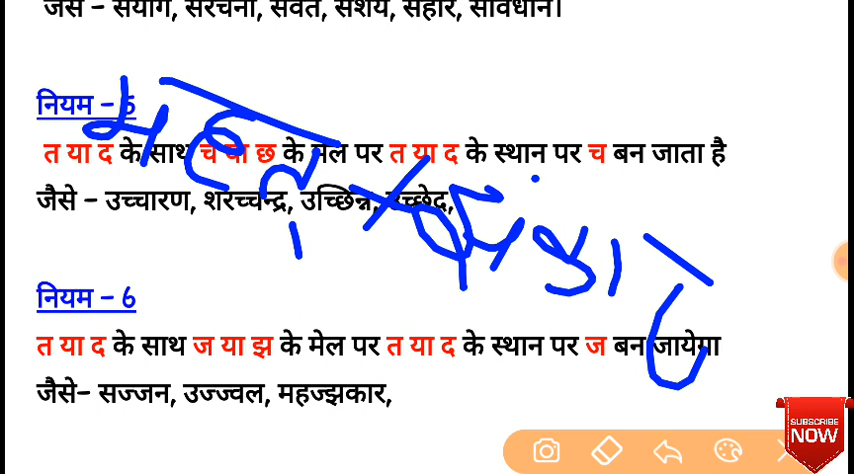 जैसे – संयोग, संरचना, संवत, संशय, संहार, सावधान।
नियम – 5
त या द के साथ च या छ के मेल पर त या द के स्थान पर च बन जाता है
जैसे – उच्चारण, शरच्चन्द्र, उच्छिन्न, उच्छेद,
नियम – 6
त या द के साथ ज या झ के मेल पर त या द के स्थान पर ज बन जायेगा
जैसे– सज्जन, उज्ज्वल, महज्झकार,
SUBSCRIBE
NOW